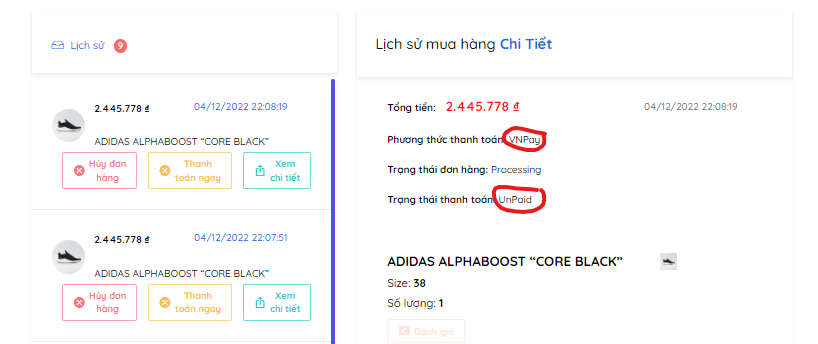 Lịch sử 9
2.445.778 ₫ 04/12/2022 22:08:19
ADIDAS ALPHABOOST “CORE BLACK”
Hủy đơn hàng
Thanh toán ngay
Xem chi tiết
2.445.778 ₫ 04/12/2022 22:07:51
ADIDAS ALPHABOOST “CORE BLACK”
Hủy đơn hàng
Thanh toán ngay
Xem chi tiết
Lịch sử mua hàng Chi Tiết
Tổng tiền: 2.445.778 ₫ 04/12/2022 22:08:19
Phương thức thanh toán: VNPay
Trạng thái đơn hàng: Processing
Trạng thái thanh toán: UnPaid
ADIDAS ALPHABOOST “CORE BLACK”
Size: 38
Số lượng: 1
Đánh giá